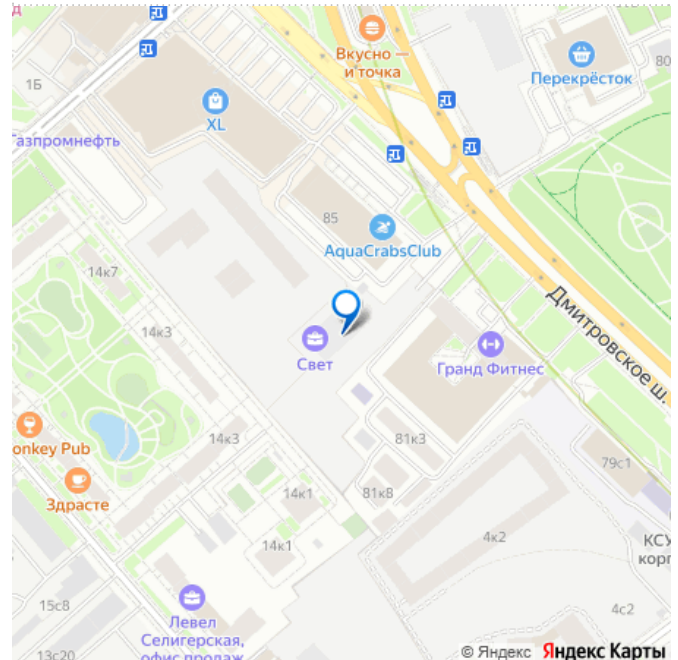 д
Вкусно —
и точка
Перекрёсток
80
1Б
XL
Газпромнефть
85
AquaCrabsClub
14к7
Дмитровское ш.
14к3
Свет
Гранд Фитнес
onkey Pub
14к3
81к3
79с1
Здрасте
14к1
81к8
4к2
14к1
КСУ
корп
15с8
Левел
Селигерская,
офис продаж
4с2
13с20
© Яндекс Яндекс Карты